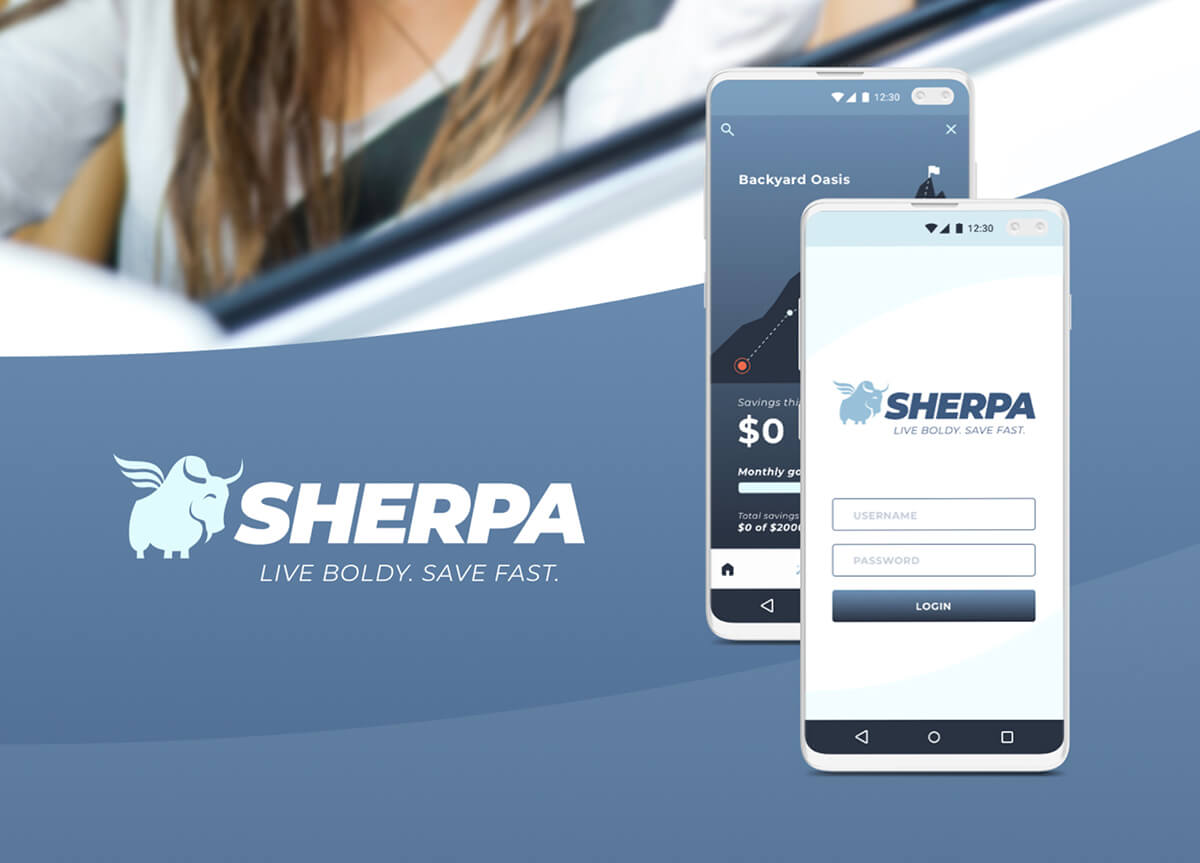 12:30
Backyard Oasis
Savings thi
$0
Monthly go
Total savings
$0 of $200
12:30
SHERPA
LIVE BOLDY. SAVE FAST.
USERNAME
PASSWORD
LOGIN
SHERPA
LIVE BOLDY. SAVE FAST.